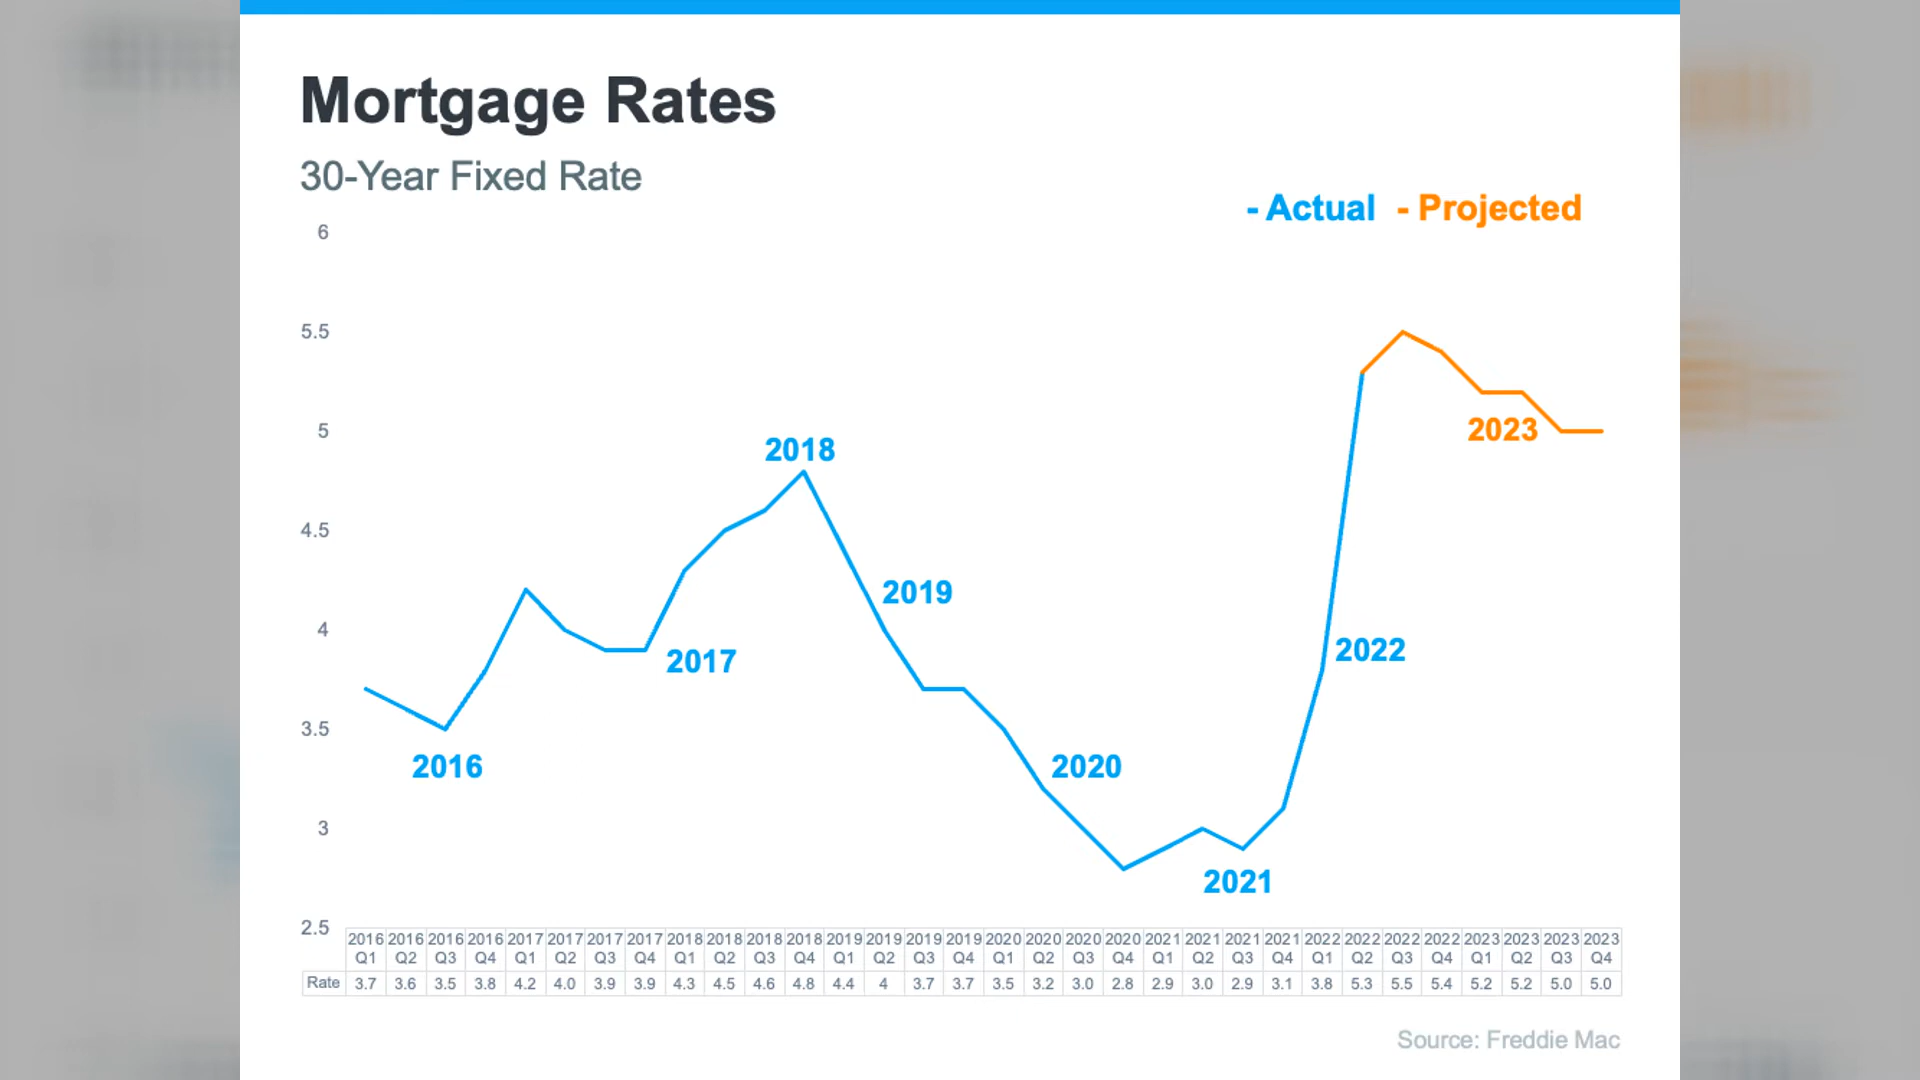 Mortgage Rates
30-Year Fixed Rate
- Actual - Projected
6
5.5
5
4.5
4
3.5
3
2.5
2018
2019
2017
2016
2020
2021
2022
2023
2016 2016 2016 2016 2017 2017 2017 2017 2018 2018 2018 2018 2019 2019 2019 2019 2020 2020 2020 2020 2021 2021 2021 2021 2022 2022 2022 2022 2023 2023 2023 2023
Q1 Q2 Q3 Q4 Q1 Q2 Q3 Q4 Q1 Q2 Q3 Q4 Q1 Q2 Q3 Q4 Q1 Q2 Q3 Q4 Q1 Q2 Q3 Q4 Q1 Q2 Q3 Q4 Q1 Q2 Q3 Q4
Rate 3.7 3.6 3.5 3.8 4.2 4.0 3.9 3.9 4.3 4.5 4.6 4.8 4.4 4 3.7 3.7 3.5 3.2 3.0 2.8 2.9 3.0 2.9 3.1 3.8 5.3 5.5 5.4 5.2 5.2 5.0 5.0
Source: Freddie Mac